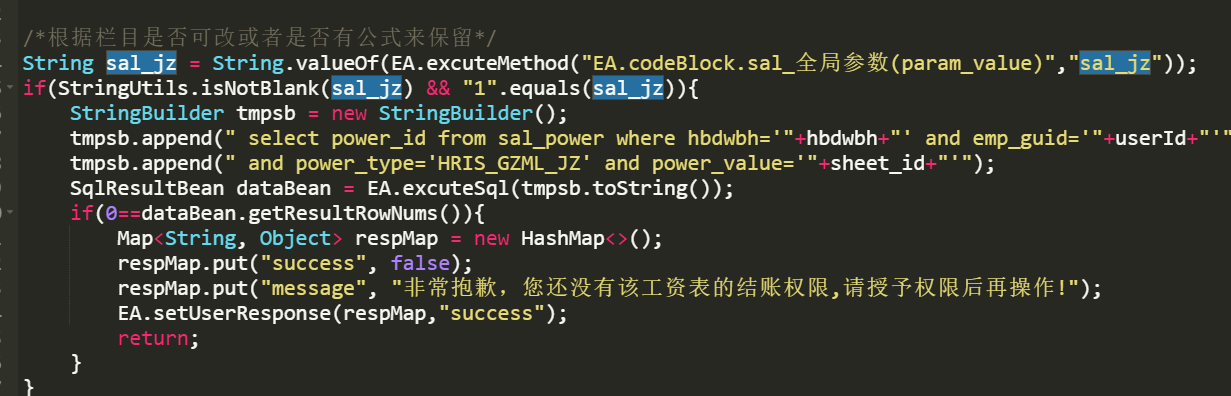 /*根据栏目是否可改或者是否有公式来保留*/
String sal_jz = String.valueOf(EA.excuteMethod("EA.codeBlock.sal_全局参数(param_value)","sal_jz"));
if(StringUtils.isNotBlank(sal_jz) && "1".equals(sal_jz)){
StringBuilder tmpsb = new StringBuilder();
tmpsb.append(" select power_id from sal_power where hbdwbh='"+hbdwbh+"' and emp_guid='"+userId+"'"
tmpsb.append(" and power_type='HRIS_GZML_JZ' and power_value='"+sheet_id+"'");
SqlResultBean dataBean = EA.excuteSql(tmpsb.toString());
if(0==dataBean.getResultRowNums()){
Map<String, Object> respMap = new HashMap<>();
respMap.put("success", false);
respMap.put("message", "非常抱歉，您还没有该工资表的结账权限,请授予权限后再操作!");
EA.setUserResponse(respMap,"success");
return;
}
}